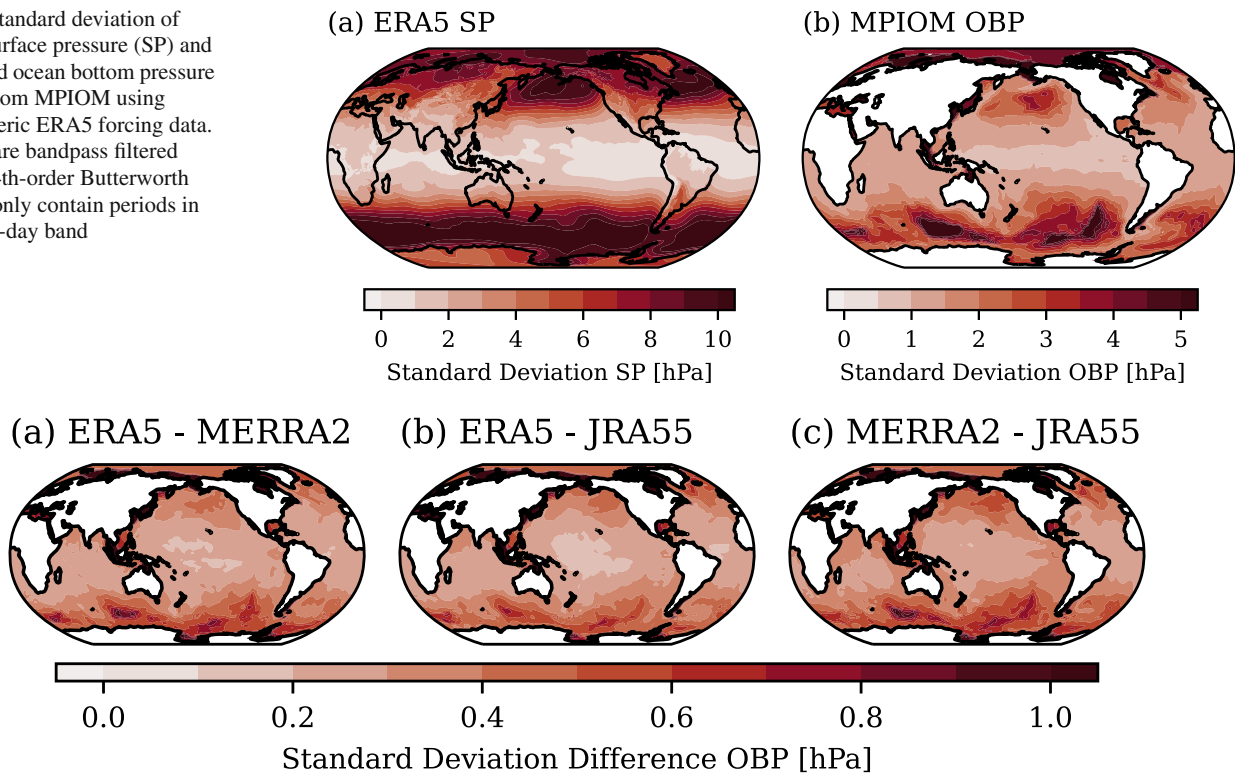 tandard deviation of
urface pressure (SP) and
d ocean bottom pressure
om MPIOM using
eric ERA5 forcing data.
are bandpass filtered
th-order Butterworth
only contain periods in
-day band
(a) ERA5 SP
(b) MPIOM OBP
0 2 4 6 8 10
Standard Deviation SP [hPa]
0 1 2 3 4 5
Standard Deviation OBP [hPa]
(a) ERA5 - MERRA2
(b) ERA5 - JRA55
(c) MERRA2 - JRA55
0.0 0.2 0.4 0.6 0.8 1.0
Standard Deviation Difference OBP [hPa]